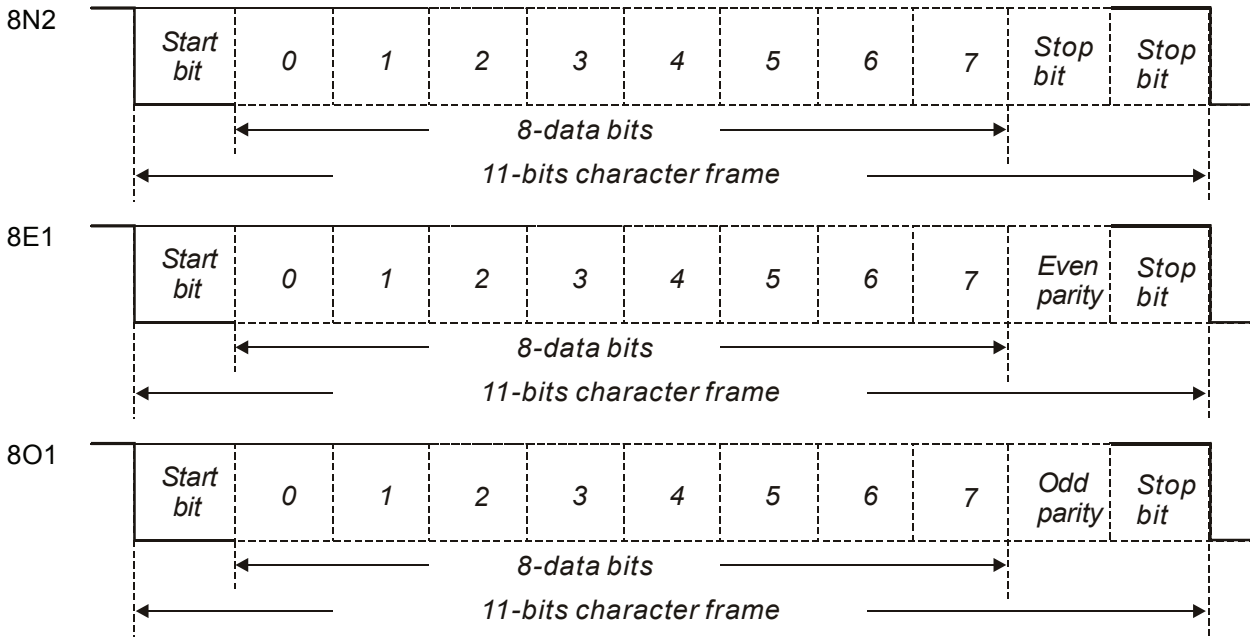 8N2
Start bit 0 1 2 3 4 5 6 7 Stop bit Stop bit
8-data bits
11-bits character frame
8E1
Start bit 0 1 2 3 4 5 6 7 Even parity Stop bit
8-data bits
11-bits character frame
8O1
Start bit 0 1 2 3 4 5 6 7 Odd parity Stop bit
8-data bits
11-bits character frame